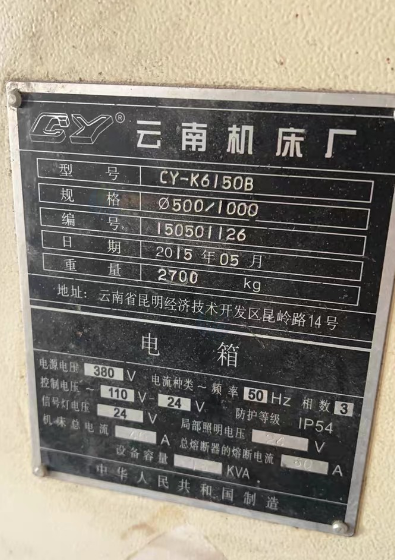 CY® 云南机床厂
型号 CY-K6150B
规格 Ø500/1000
编号 150501126
日期 2015年05月
重量 2700 kg
地址: 云南省昆明经济技术开发区昆岭路14号
电箱
电源电压 380 V 电流种类~ 频率 50 Hz 相数 3
控制电压~ 110 V- 24 V 防护等级 IP54
信号灯电压 24 V 局部照明电压 V
机床总电流 A 总熔断器的熔断电流 A
设备容量 KVA
中华人民共和国制造